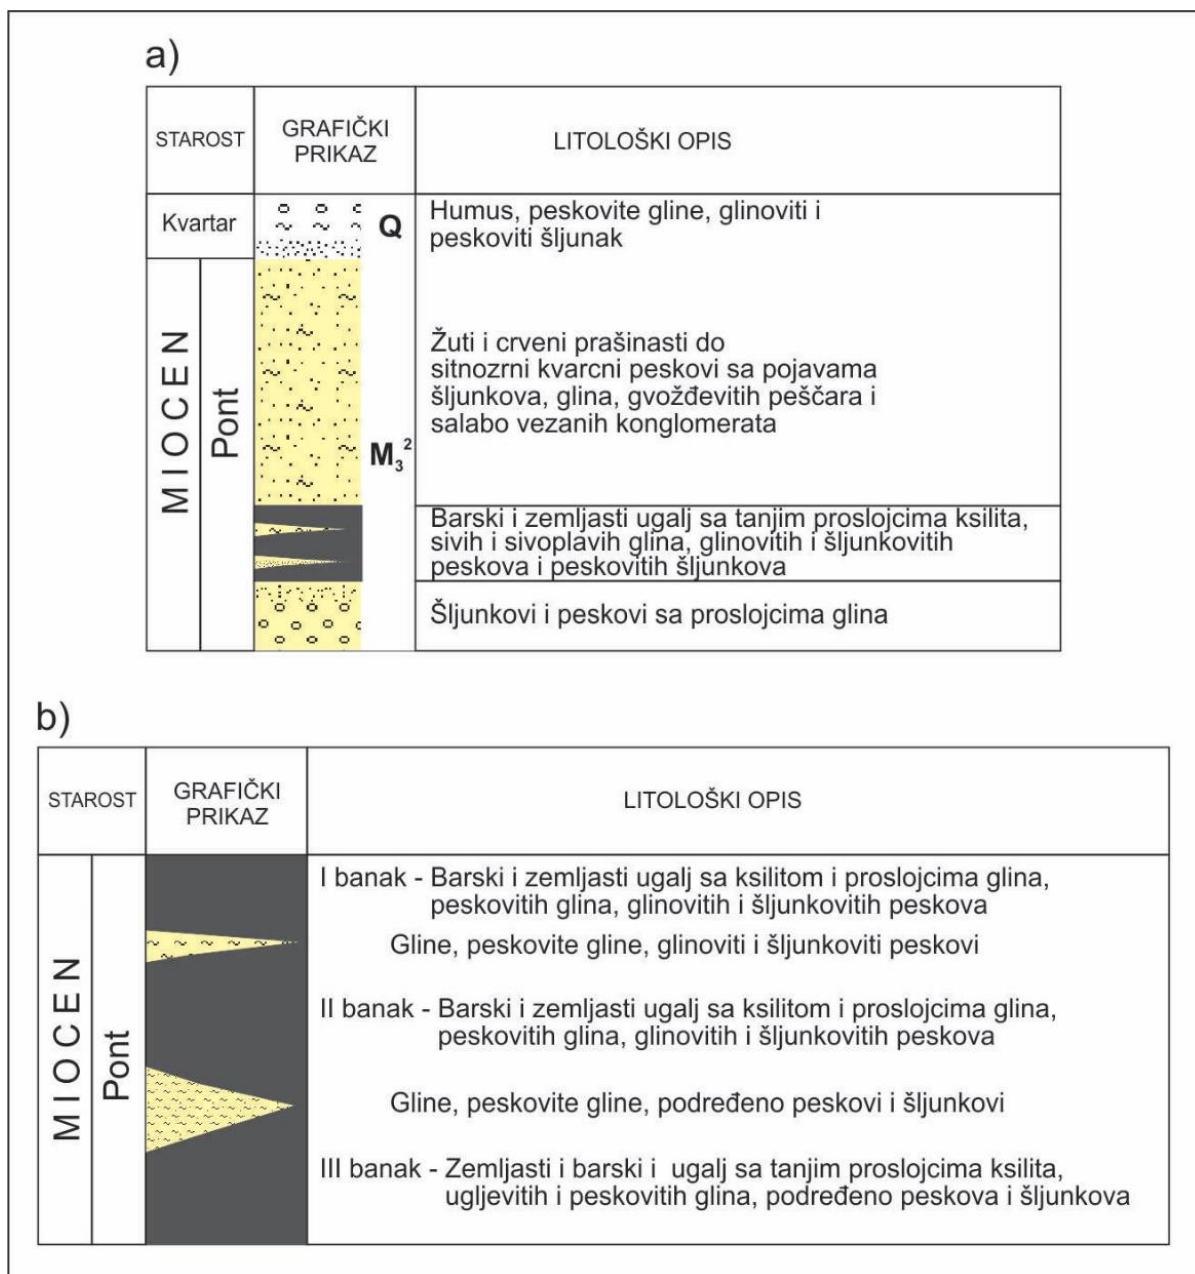 a)
STAROST
GRAFIČKI
PRIKAZ
LITOLOŠKI OPIS
Kvartar
Q
Humus, peskovite gline, glinoviti i
peskoviti šljunak
MIOCEN
Pont
M₃²
Žuti i crveni prašinasti do
sitnozrni kvarcni peskovi sa pojavama
šljunkova, glina, gvožđevitih peščara i
salabo vezanih konglomerata
Barski i zemljasti ugalj sa tanjim proslojcima ksilita,
sivih i sivoplavih glina, glinovitih i šljunkovitih
peskova i peskovitih šljunkova
Šljunkovi i peskovi sa proslojcima glina
b)
STAROST
GRAFIČKI
PRIKAZ
LITOLOŠKI OPIS
MIOCEN
Pont
I banak - Barski i zemljasti ugalj sa ksilitom i proslojcima glina,
peskovitih glina, glinovitih i šljunkovitih peskova
Gline, peskovite gline, glinoviti i šljunkoviti peskovi
II banak - Barski i zemljasti ugalj sa ksilitom i proslojcima glina,
peskovitih glina, glinovitih i šljunkovitih peskova
Gline, peskovite gline, podređeno peskovi i šljunkovi
III banak - Zemljasti i barski i ugalj sa tanjim proslojcima ksilita,
ugljevitih i peskovitih glina, podređeno peskova i šljunkova